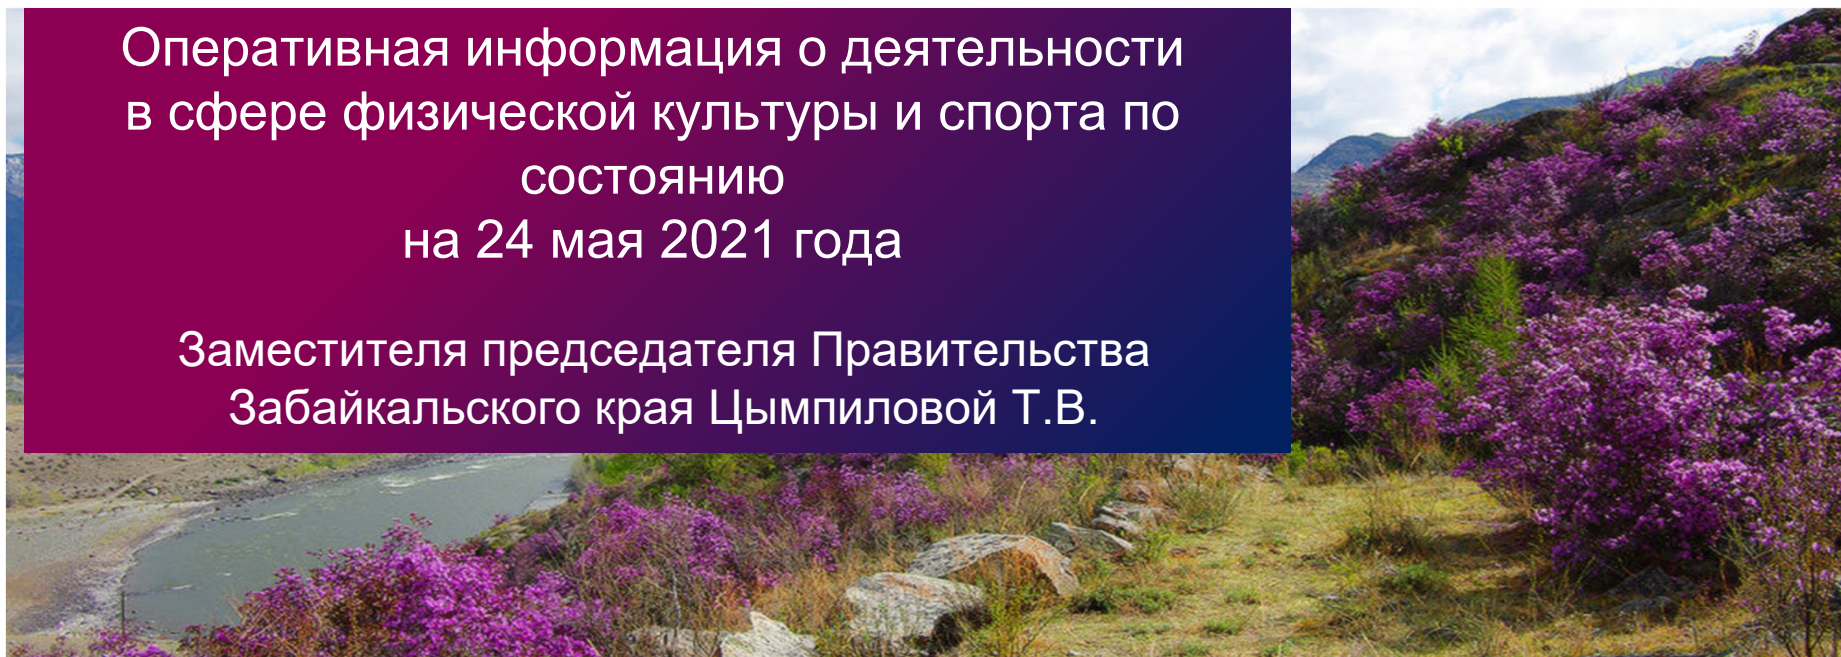 Оперативная информация о деятельности
в сфере физической культуры и спорта по
состоянию
на 24 мая 2021 года
Заместителя председателя Правительства
Забайкальского края Цымпиловой Т.В.